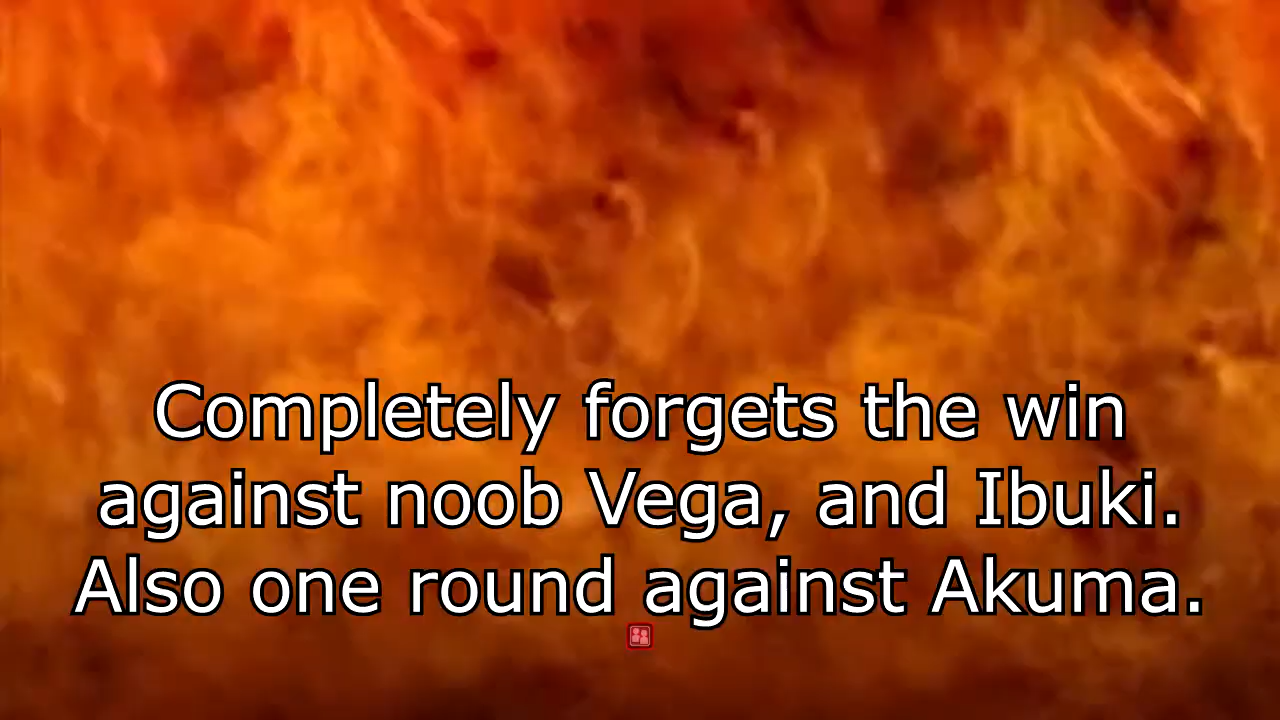 Completely forgets the win
against noob Vega, and Ibuki.
Also one round against Akuma.